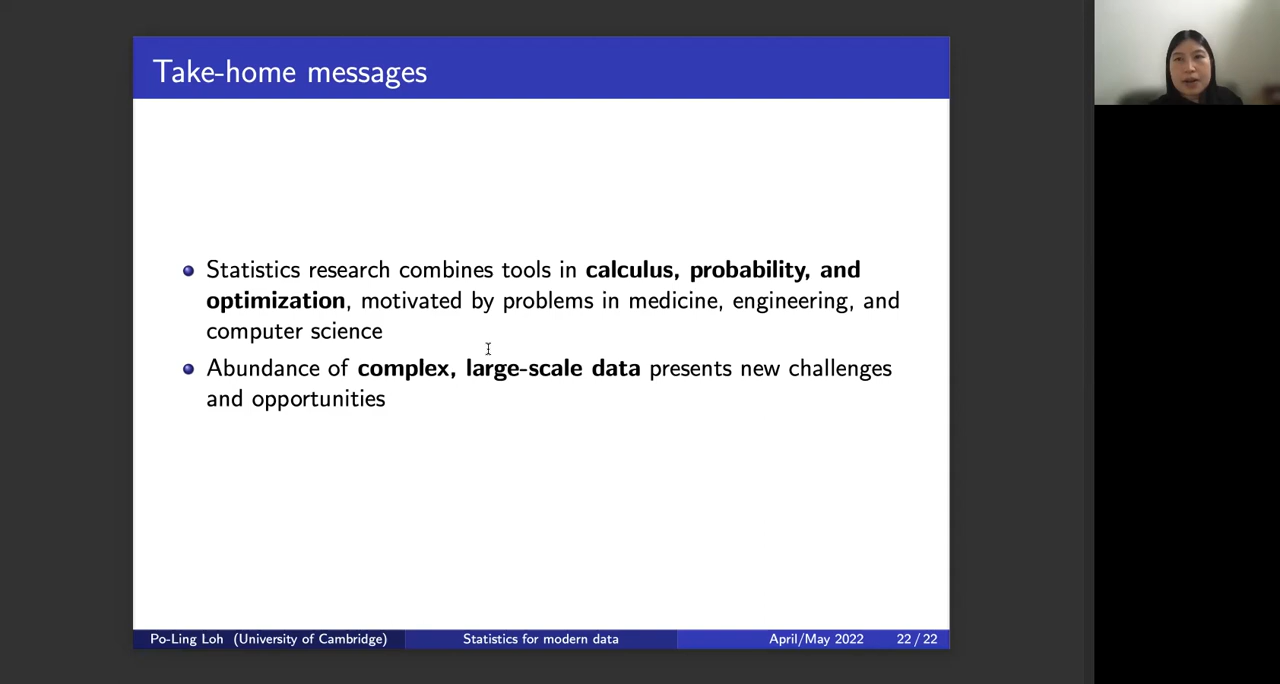 Take-home messages
Statistics research combines tools in calculus, probability, and
optimization, motivated by problems in medicine, engineering, and
computer science
Abundance of complex, large-scale data presents new challenges
and opportunities
Po-Ling Loh (University of Cambridge)
Statistics for modern data
April/May 2022
22 / 22